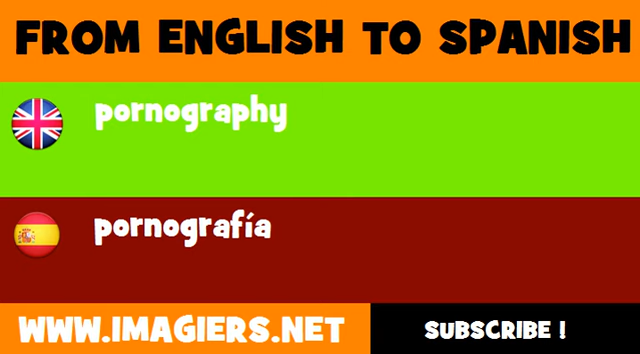 FROM ENGLISH TO SPANISH
pornography
pornografía
WWW.IMAGIERS.NET
SUBSCRIBE !